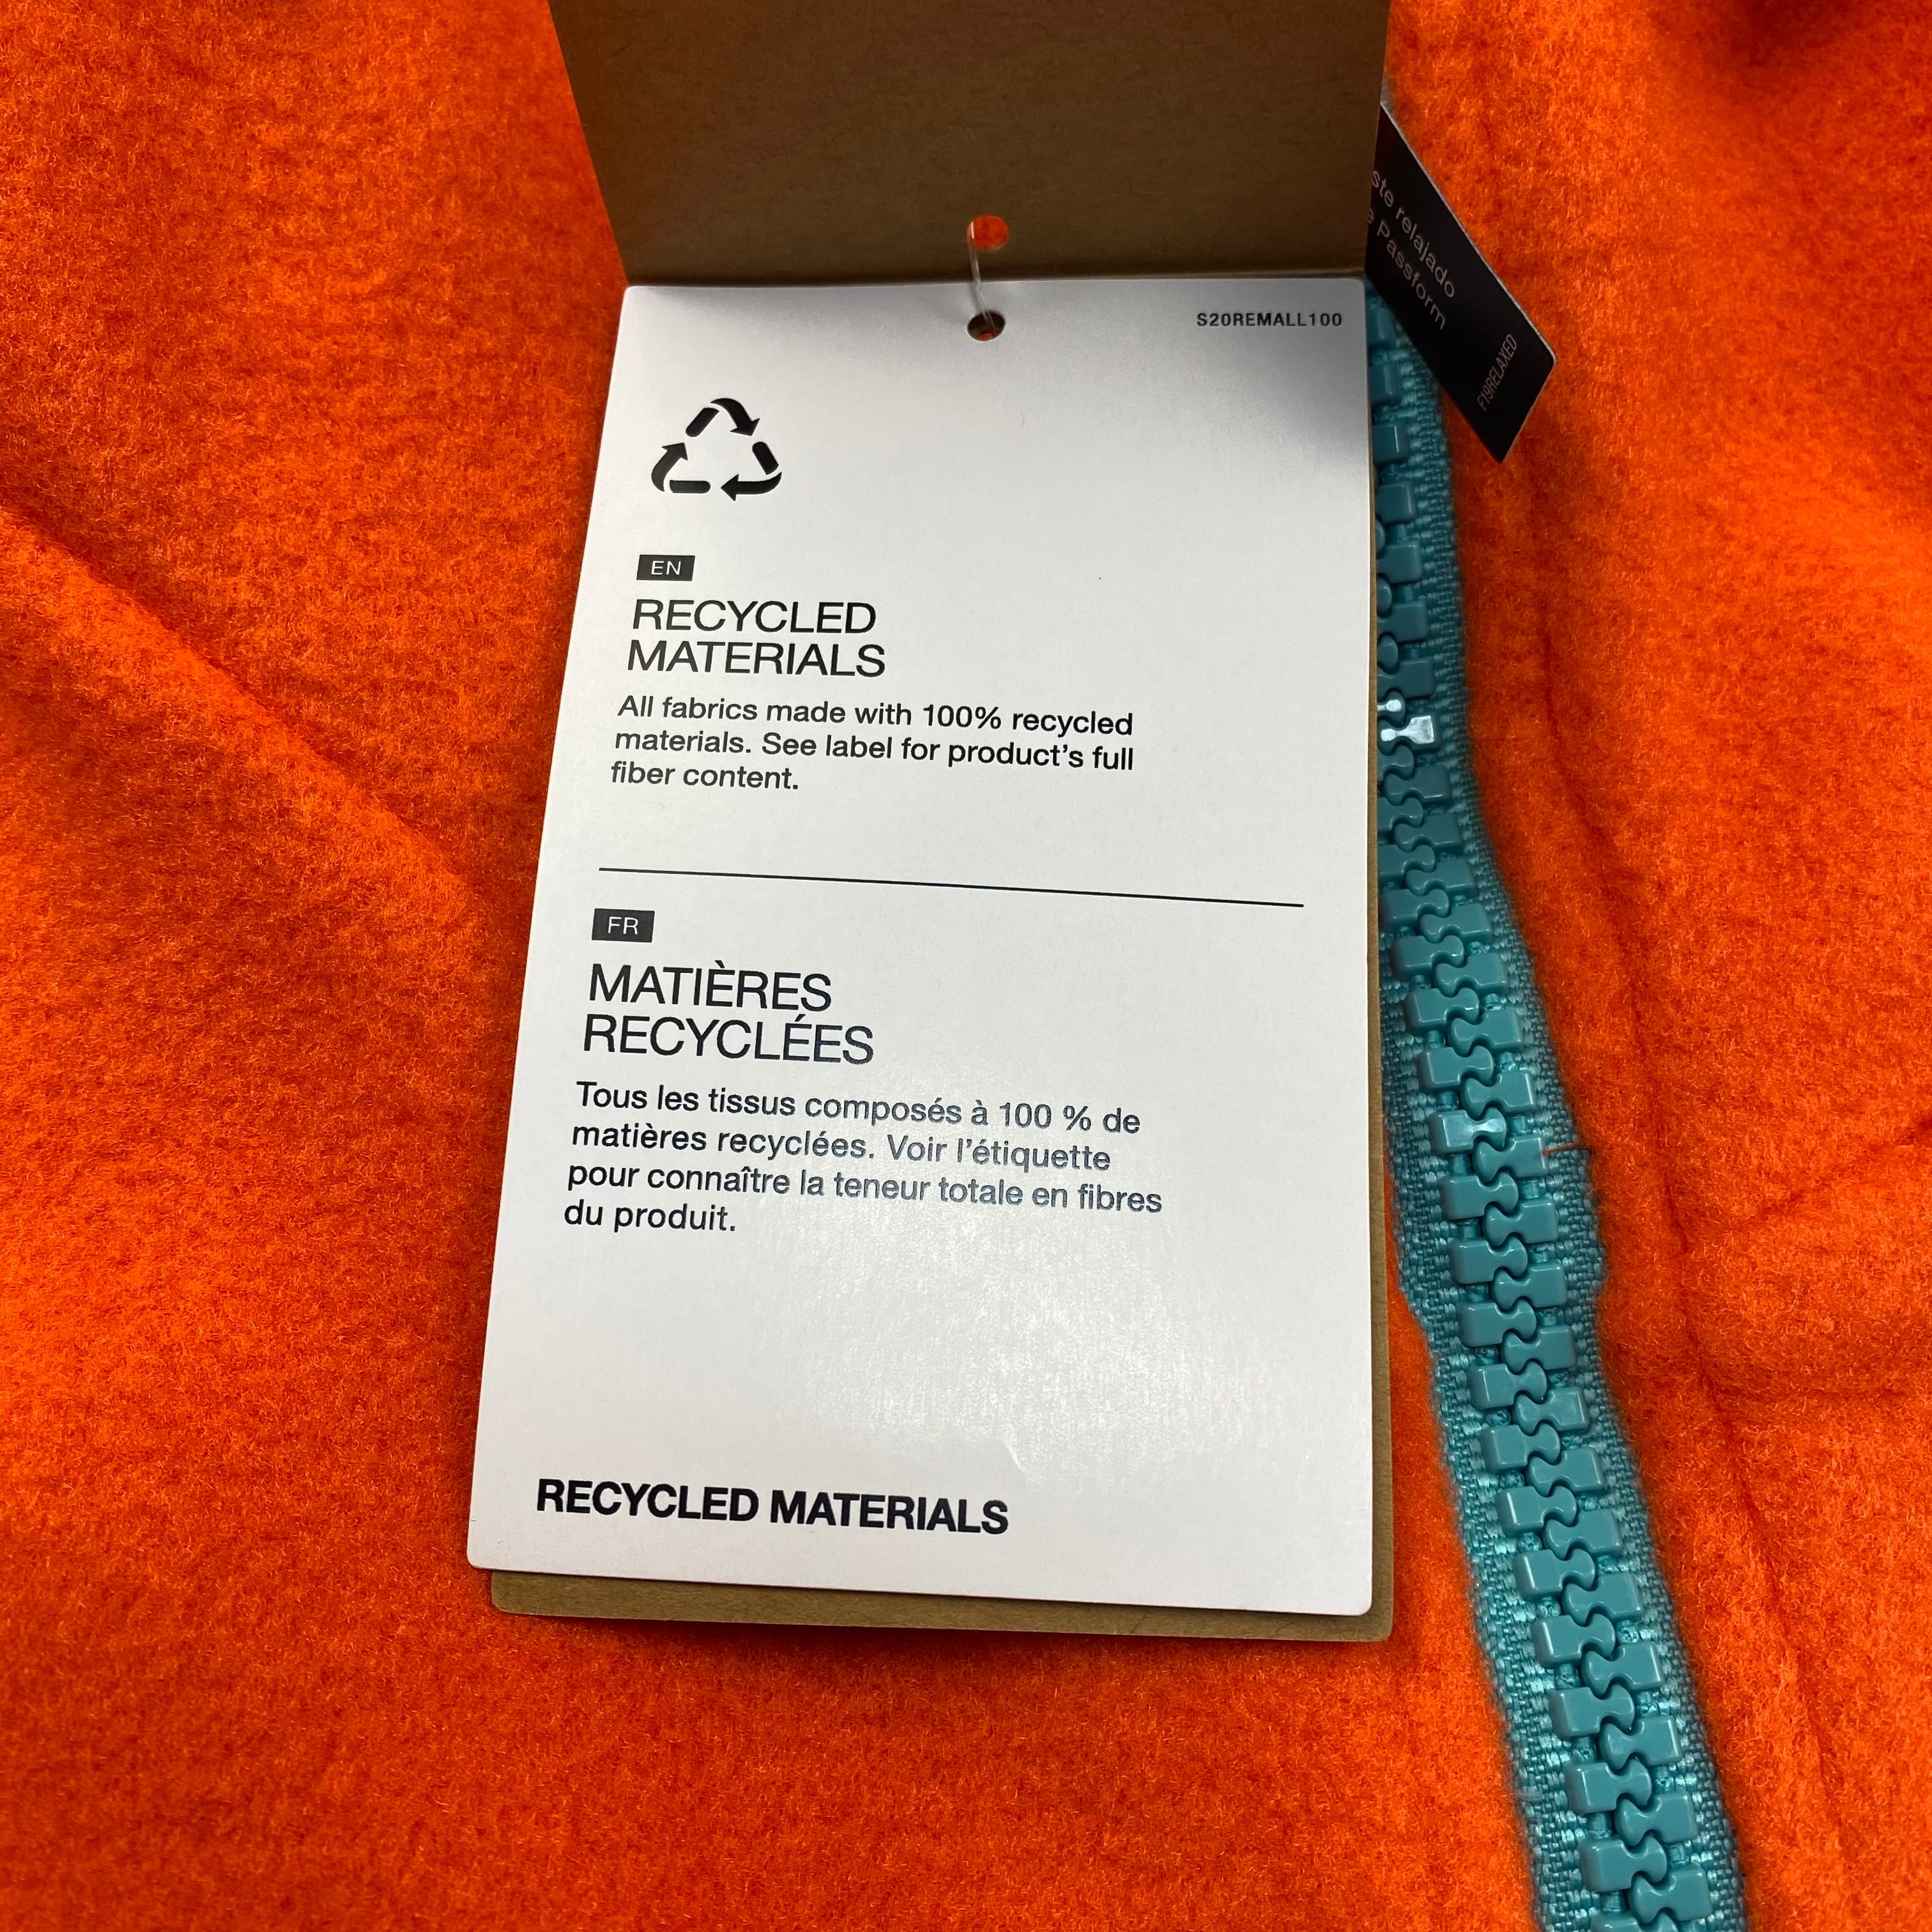 S20REMALL100
EN
RECYCLED
MATERIALS
All fabrics made with 100% recycled
materials. See label for product's full
fiber content.
FR
MATIÈRES
RECYCLÉES
Tous les tissus composés à 100 % de
matières recyclées. Voir l'étiquette
pour connaître la teneur totale en fibres
du produit.
RECYCLED MATERIALS
relajado
Passform
F19RELAXED